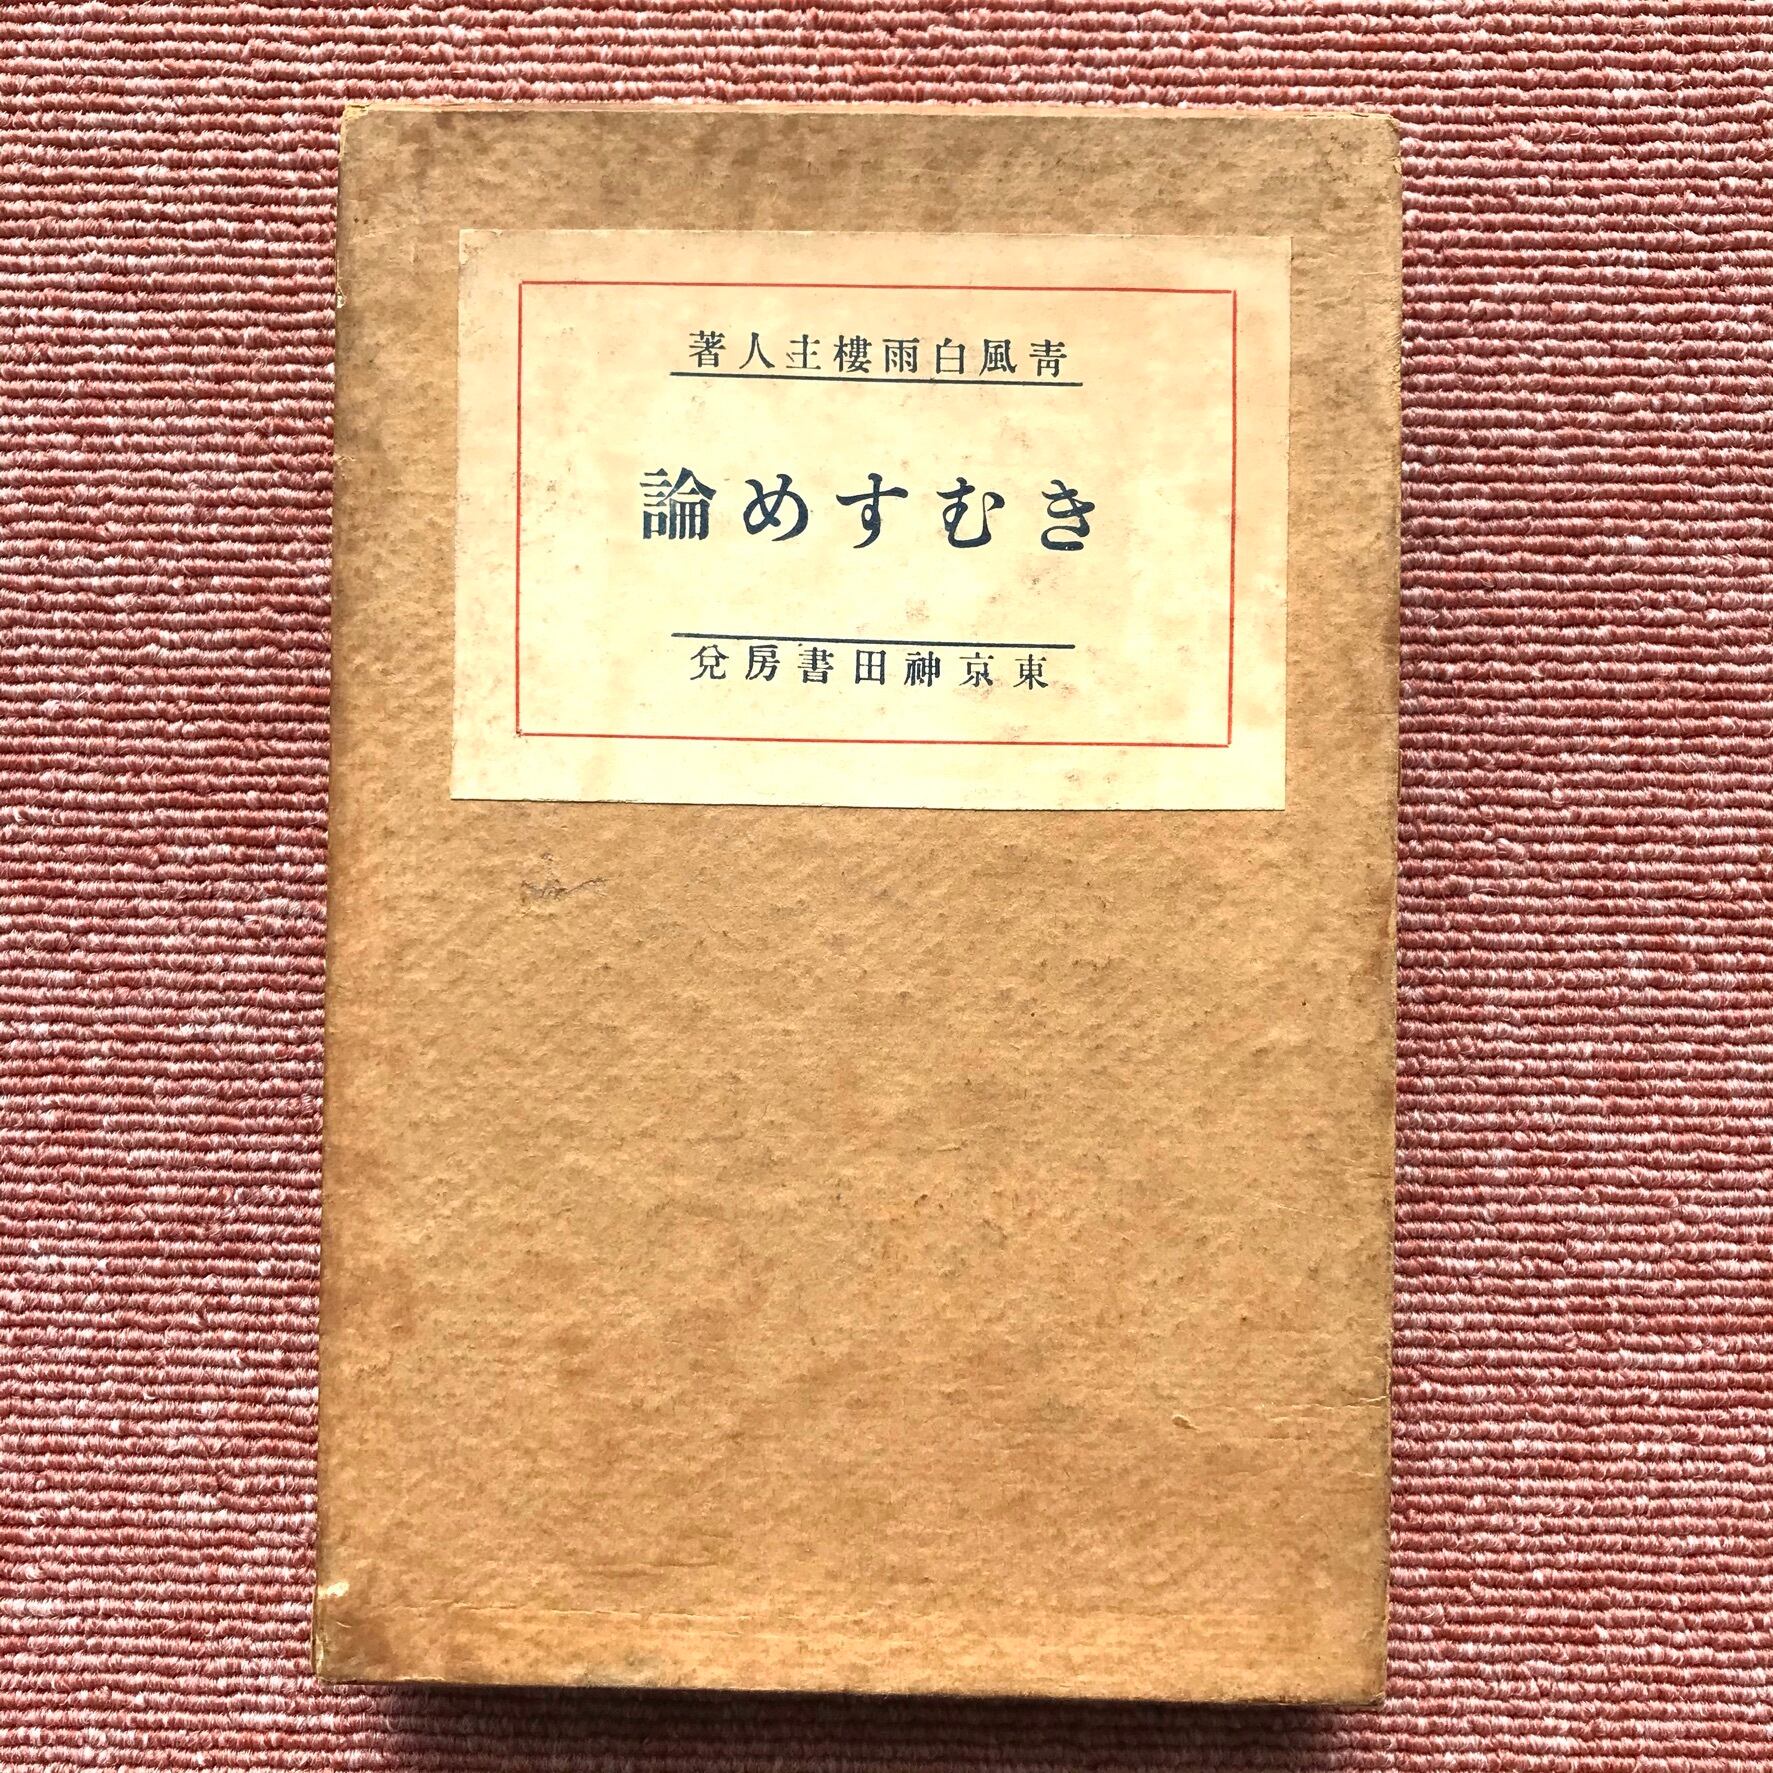 靑風白雨樓主人著
きむすめ論
東京神田書房兌